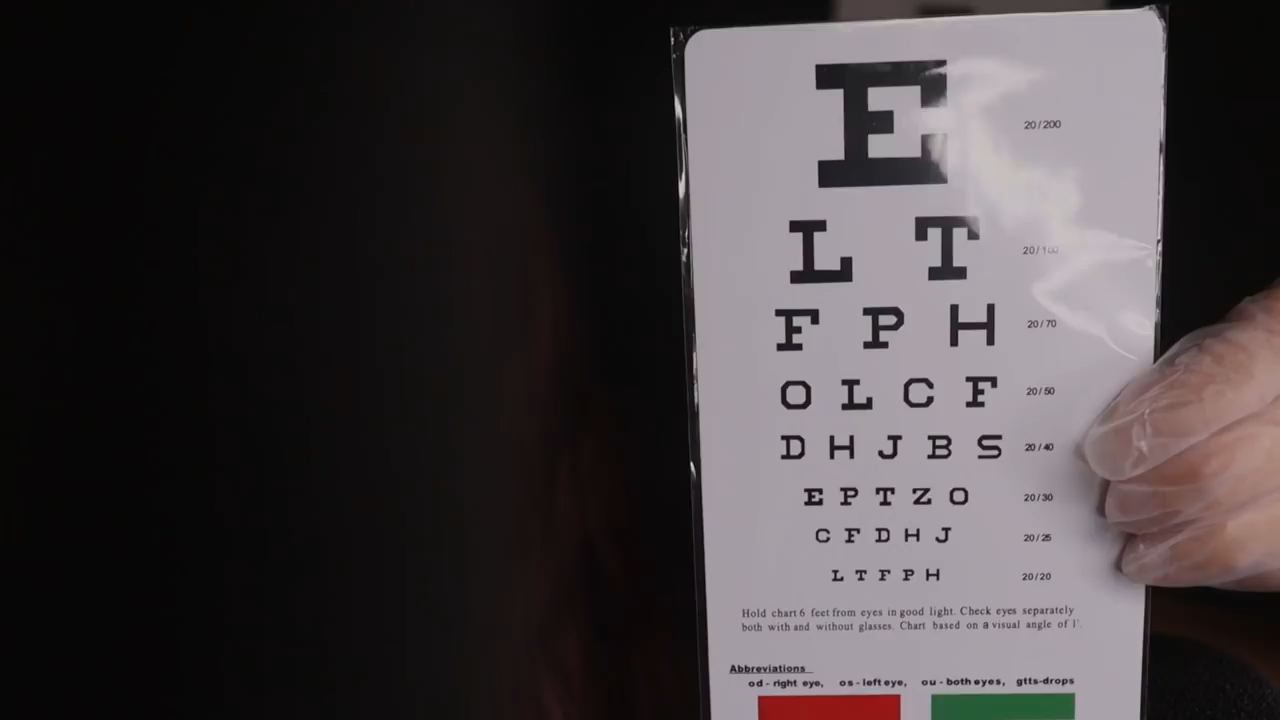 E 20/200
L T 20/100
F P H 20/70
O L C F 20/50
D H J B S 20/40
E P T Z O 20/30
C F D H J 20/25
L T F P H 20/20
Hold chart 6 feet from eyes in good light. Check eyes separately
both with and without glasses. Chart based on a visual angle of 1'.
Abbreviations
od - right eye, os - left eye, ou - both eyes, gtts-drops